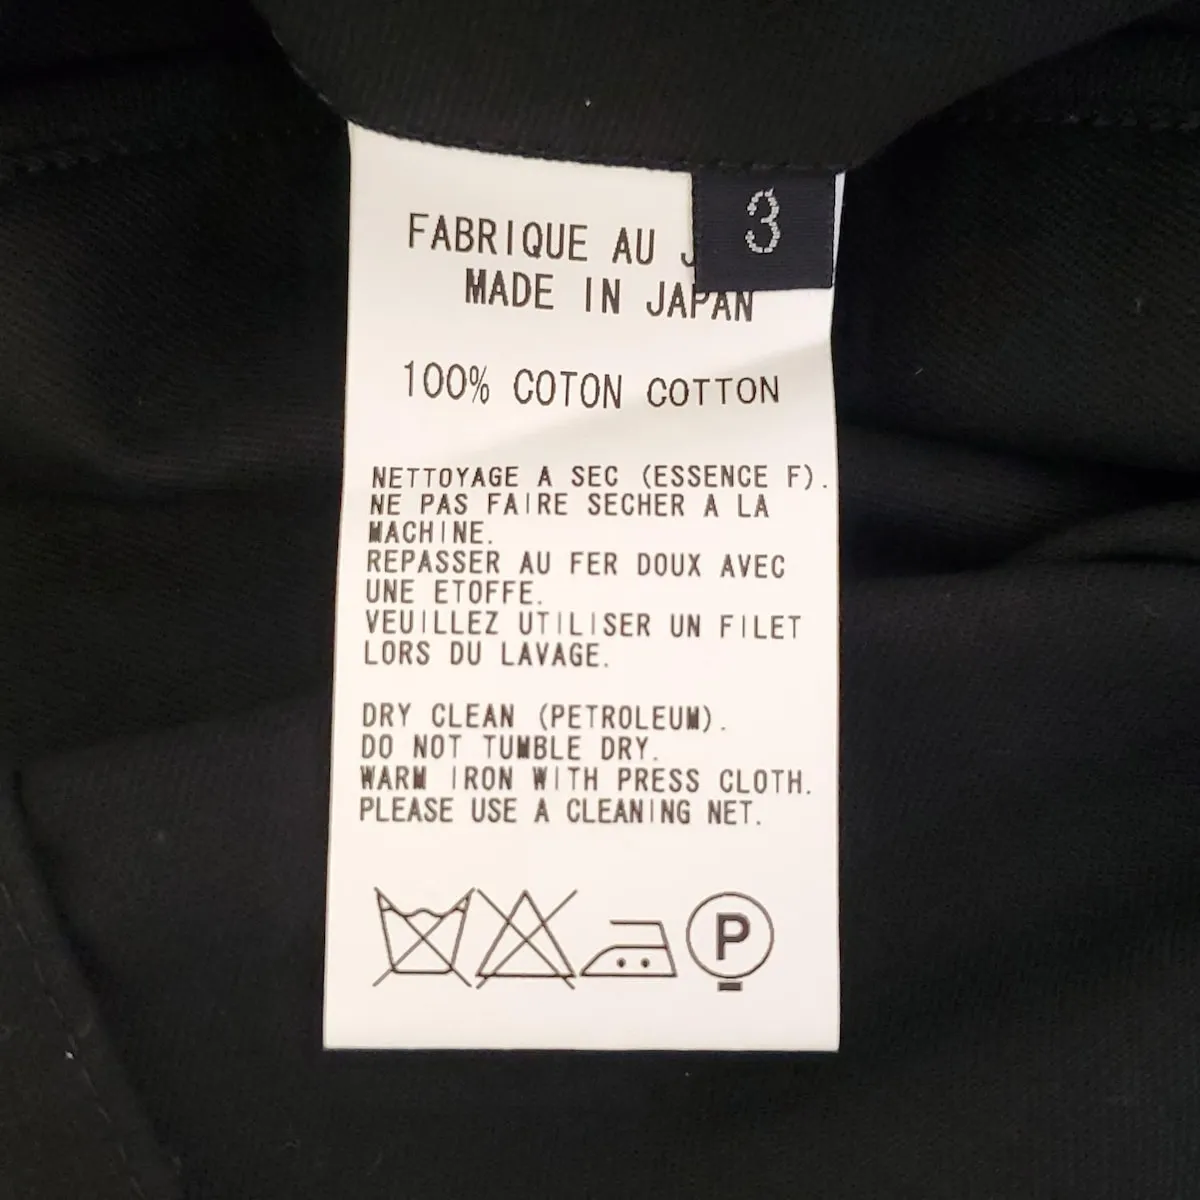 3
FABRIQUE AU
MADE IN JAPAN
100% COTON COTTON
NETTOYAGE A SEC (ESSENCE F).
NE PAS FAIRE SECHER A LA
MACHINE.
REPASSER AU FER DOUX AVEC
UNE ETOFFE.
VEUILLEZ UTILISER UN FILET
LORS DU LAVAGE.
DRY CLEAN (PETROLEUM).
DO NOT TUMBLE DRY.
WARM IRON WITH PRESS CLOTH.
PLEASE USE A CLEANING NET.
P